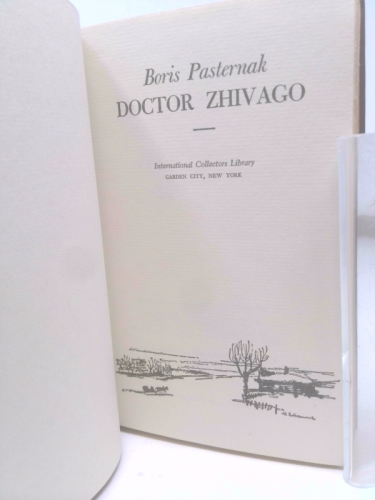 Boris Pasternak
DOCTOR ZHIVAGO
International Collectors Library
GARDEN CITY, NEW YORK